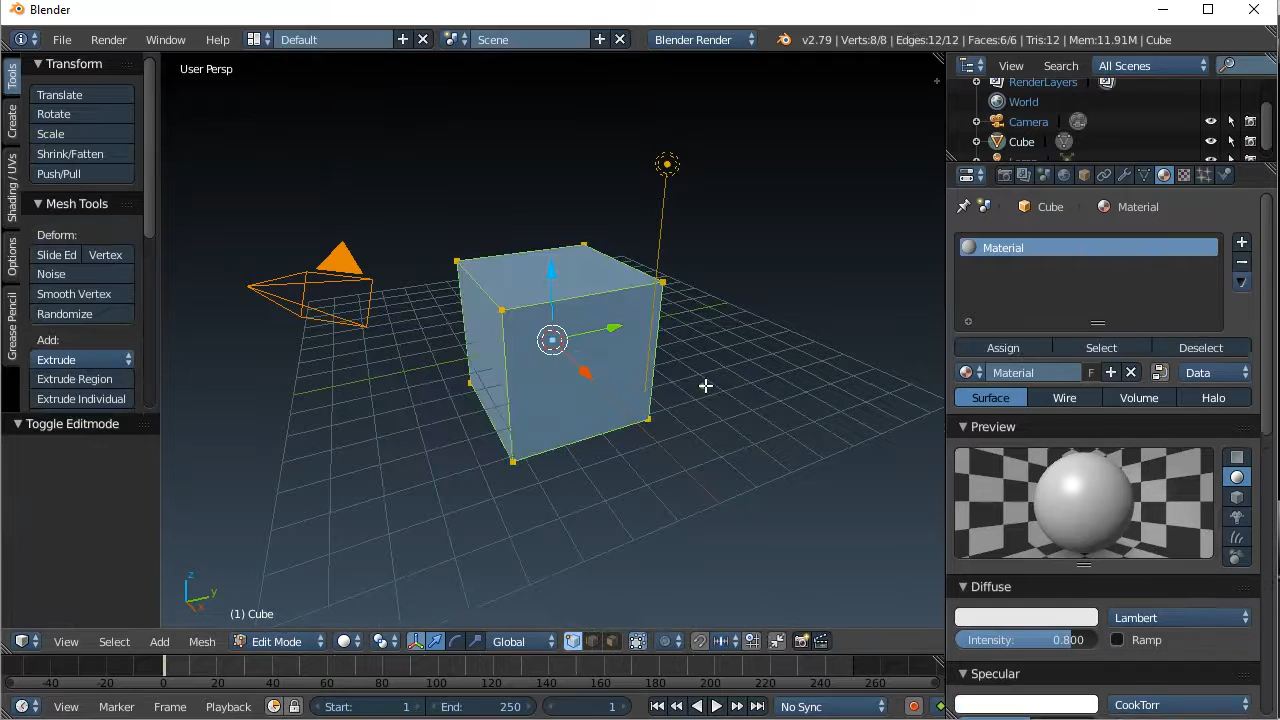 Blender
File Render Window Help Default Scene Blender Render v2.79 | Verts:8/8 | Edges:12/12 | Faces:6/6 | Tris:12 | Mem:11.91M | Cube
Tools
Create
Shading / UVs
Options
Grease Pencil
Transform
Translate
Rotate
Scale
Shrink/Fatten
Push/Pull
Mesh Tools
Deform:
Slide Ed Vertex
Noise
Smooth Vertex
Randomize
Add:
Extrude
Extrude Region
Extrude Individual
Toggle Editmode
User Persp
z
y
x
(1) Cube
View Select Add Mesh Edit Mode Global
-40 -20 0 20 40 60 80 100 120 140 160 180 200 220 240 260
View Marker Frame Playback Start: 1 End: 250 1 No Sync
View Search All Scenes
RenderLayers
World
Camera
Cube
Cube Material
Material
Assign Select Deselect
Material F Data
Surface Wire Volume Halo
Preview
Diffuse
Lambert
Intensity: 0.800 Ramp
Specular
CookTorr